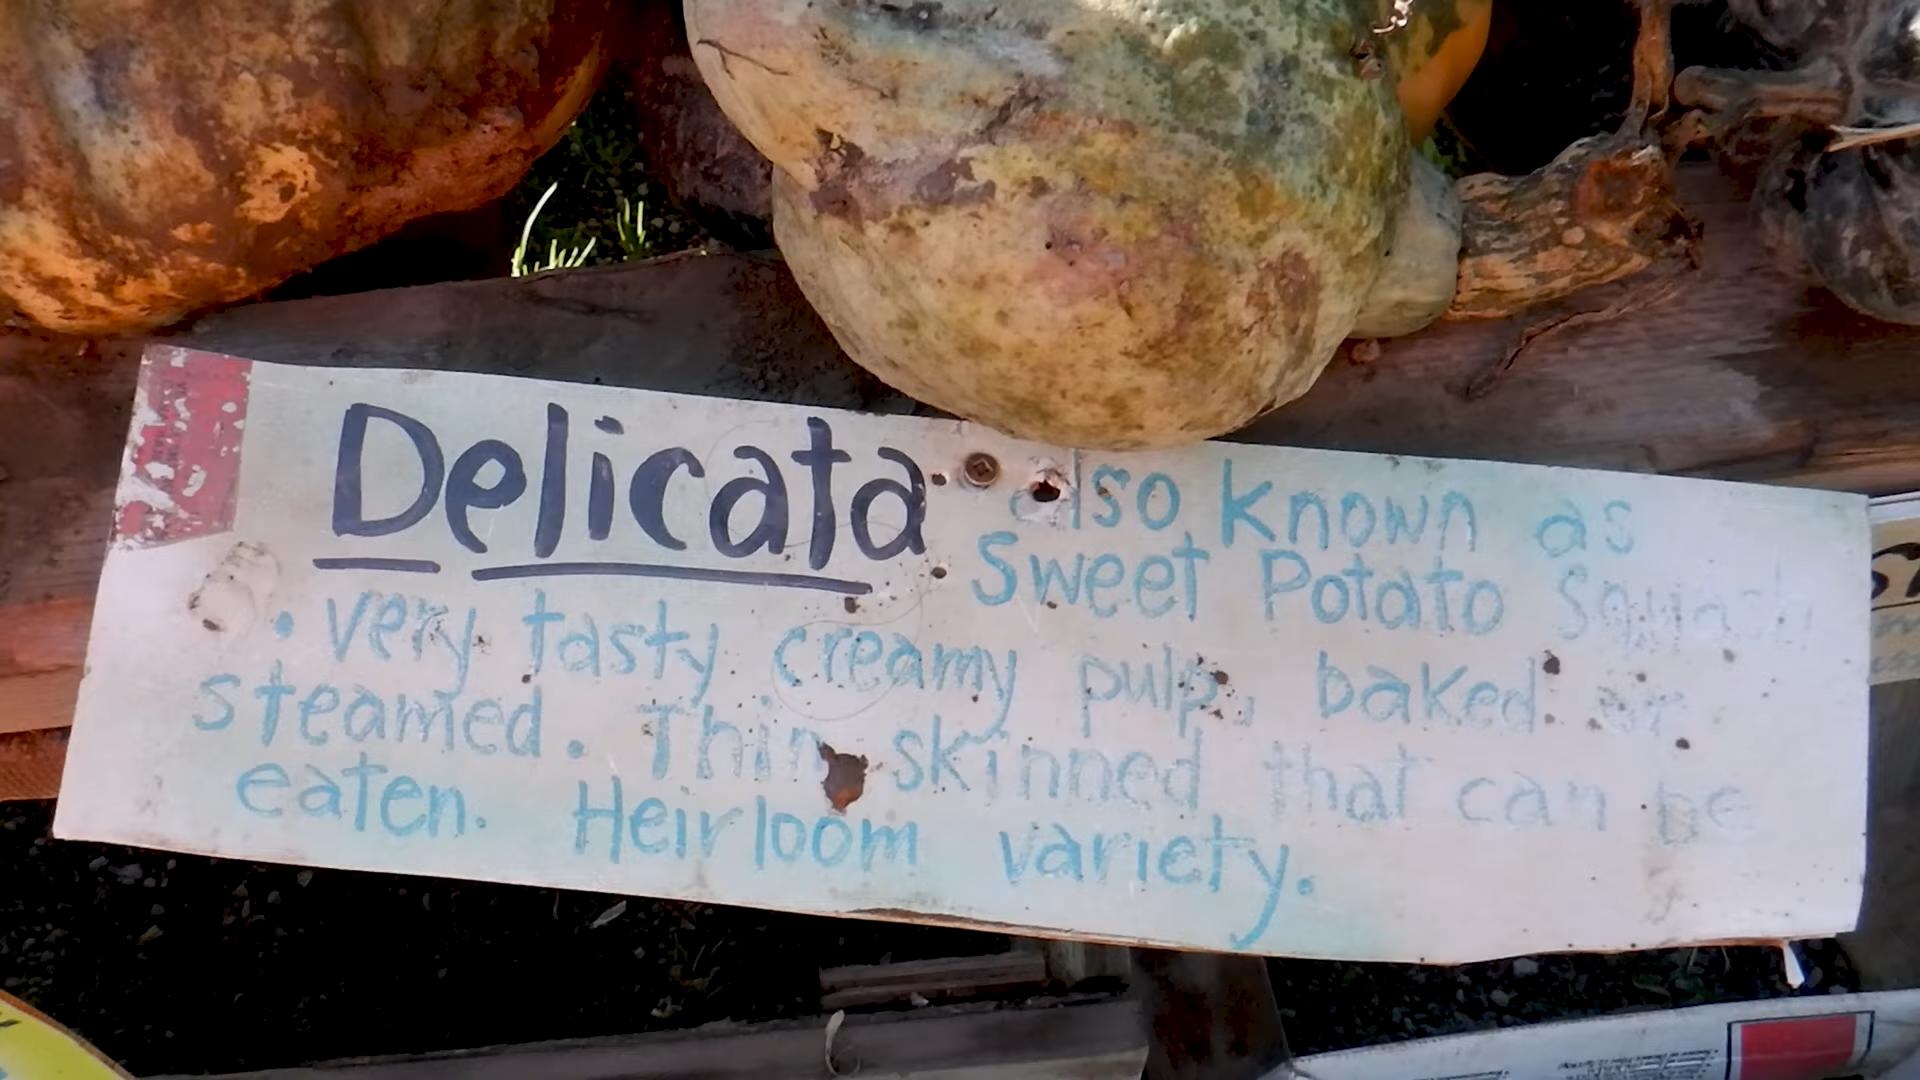 Delicata also known as
Sweet Potato Squash
• very tasty creamy pulp, baked or
steamed. Thin skinned that can be
eaten. Heirloom variety.